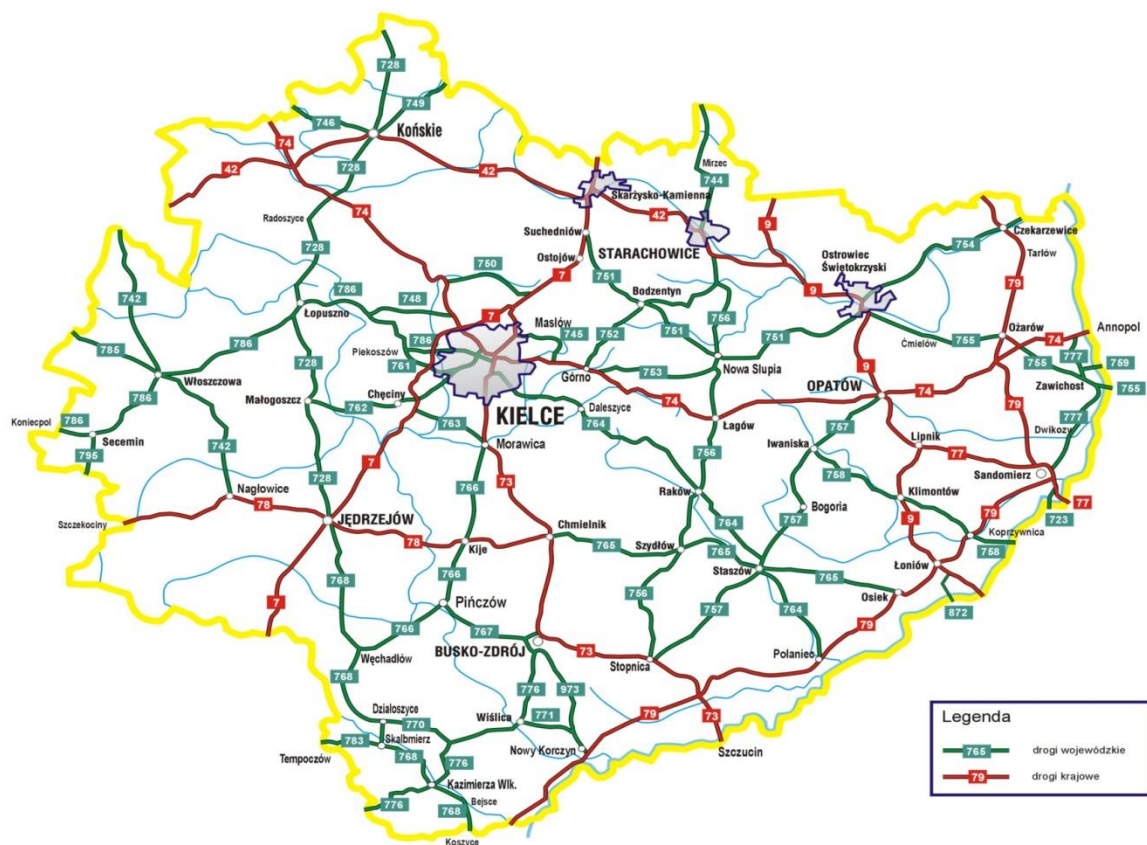 728
749
746
Końskie
74
42
728
42
Mirzec
744
Skarżysko-Kamienna
42
9
Radoszyce
74
Suchedniów
STARACHOWICE
Czekarzewice
754
Tarłów
728
Ostojów
7
Ostrowiec
Świętokrzyski
750
751
Bodzentyn
9
79
742
786
748
Łopuszno
7
Masłów
756
751
Ożarów
Annopol
786
745
752
751
Ćmielów
755
74
785
786
Piekoszów
761
Górno
753
Nowa Słupia
9
755
777
759
Włoszczowa
728
OPATÓW
74
Zawichost
755
786
Małogoszcz
762
Chęciny
KIELCE
74
Daleszyce
79
777
Koniecpol
786
Secemin
763
764
Łagów
757
Dwikozy
795
742
Morawica
Iwaniska
Lipnik
77
7
756
758
Sandomierz
728
766
73
Raków
Klimontów
Nagłowice
Bogoria
79
77
Szczekociny
78
JĘDRZEJÓW
Chmielnik
764
757
9
723
78
Kije
765
Szydłów
765
Koprzywnica
758
768
766
Staszów
765
Łoniów
7
Pińczów
756
757
764
Osiek
872
766
767
79
Węchadłów
BUSKO-ZDRÓJ
73
Stopnica
Połaniec
768
776
973
Działoszyce
770
Wiślica
771
79
73
Skalbmierz
783
768
Tempoczów
776
Nowy Korczyn
Szczucin
Kazimierza Wlk.
776
768
Bejsce
Koszyce
Legenda
765 drogi wojewódzkie
79 drogi krajowe